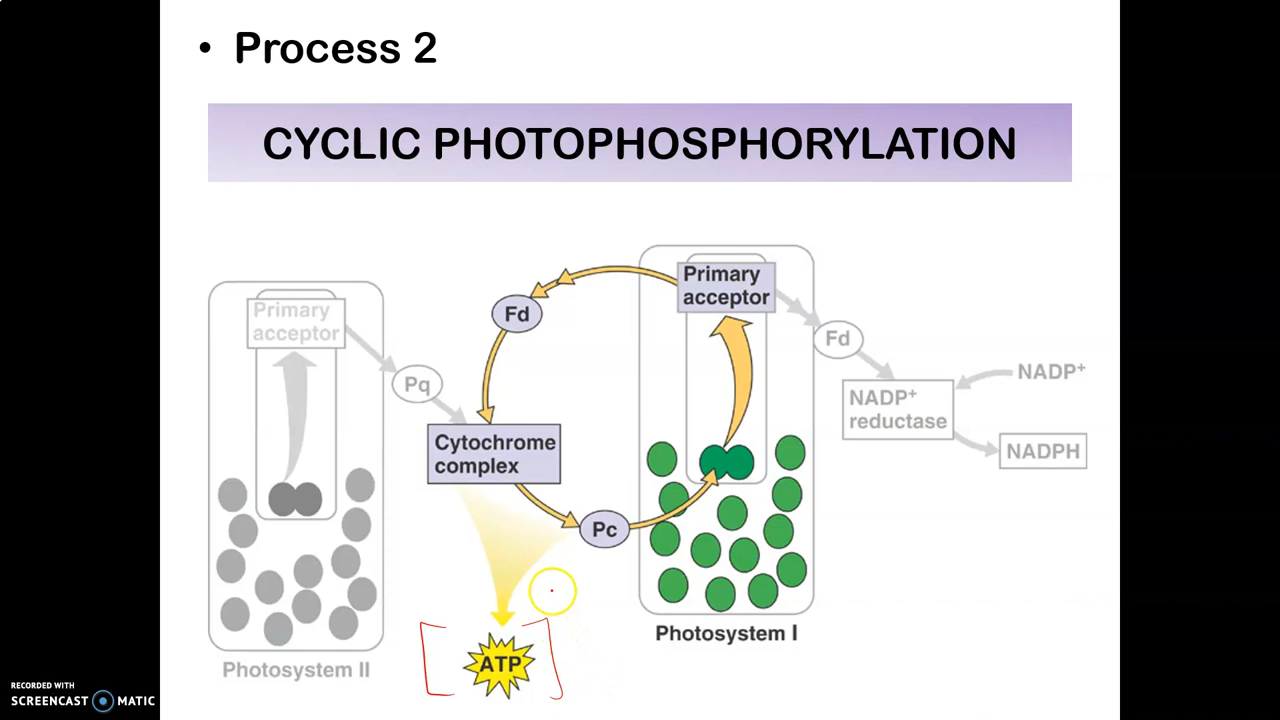 • Process 2
CYCLIC PHOTOPHOSPHORYLATION
Primary
acceptor
Primary
acceptor
Fd
Fd
Pq
NADP⁺
NADP⁺
reductase
Cytochrome
complex
NADPH
Pc
Photosystem I
ATP
Photosystem II
RECORDED WITH
SCREENCAST MATIC